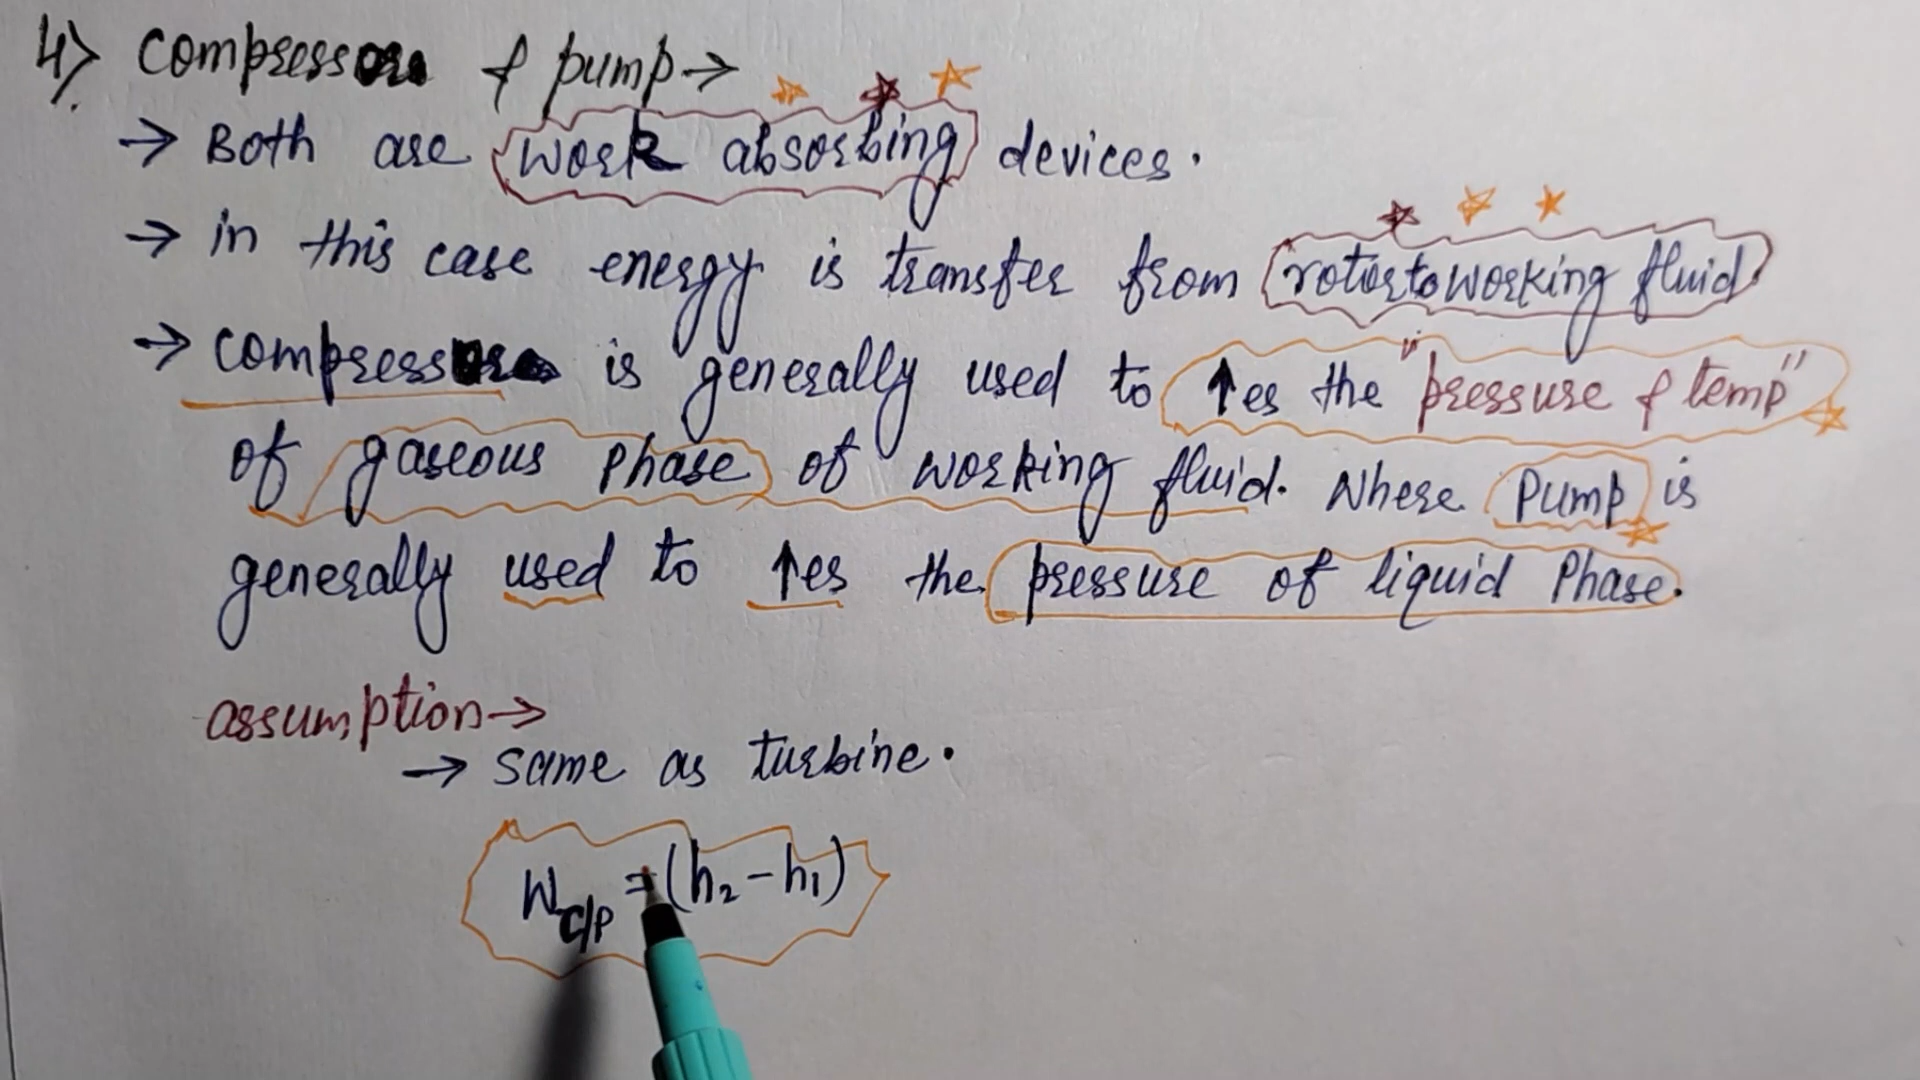 4) compressor & pump →
→ Both are work absorbing devices.
→ in this case energy is transfer from rotor to working fluid
→ compressor is generally used to ↑es the "pressure & temp"
of gaseous phase of working fluid. Where Pump is
generally used to ↑es the pressure of liquid Phase.
assumption →
→ same as turbine.
W_C/P = (h₂ - h₁)